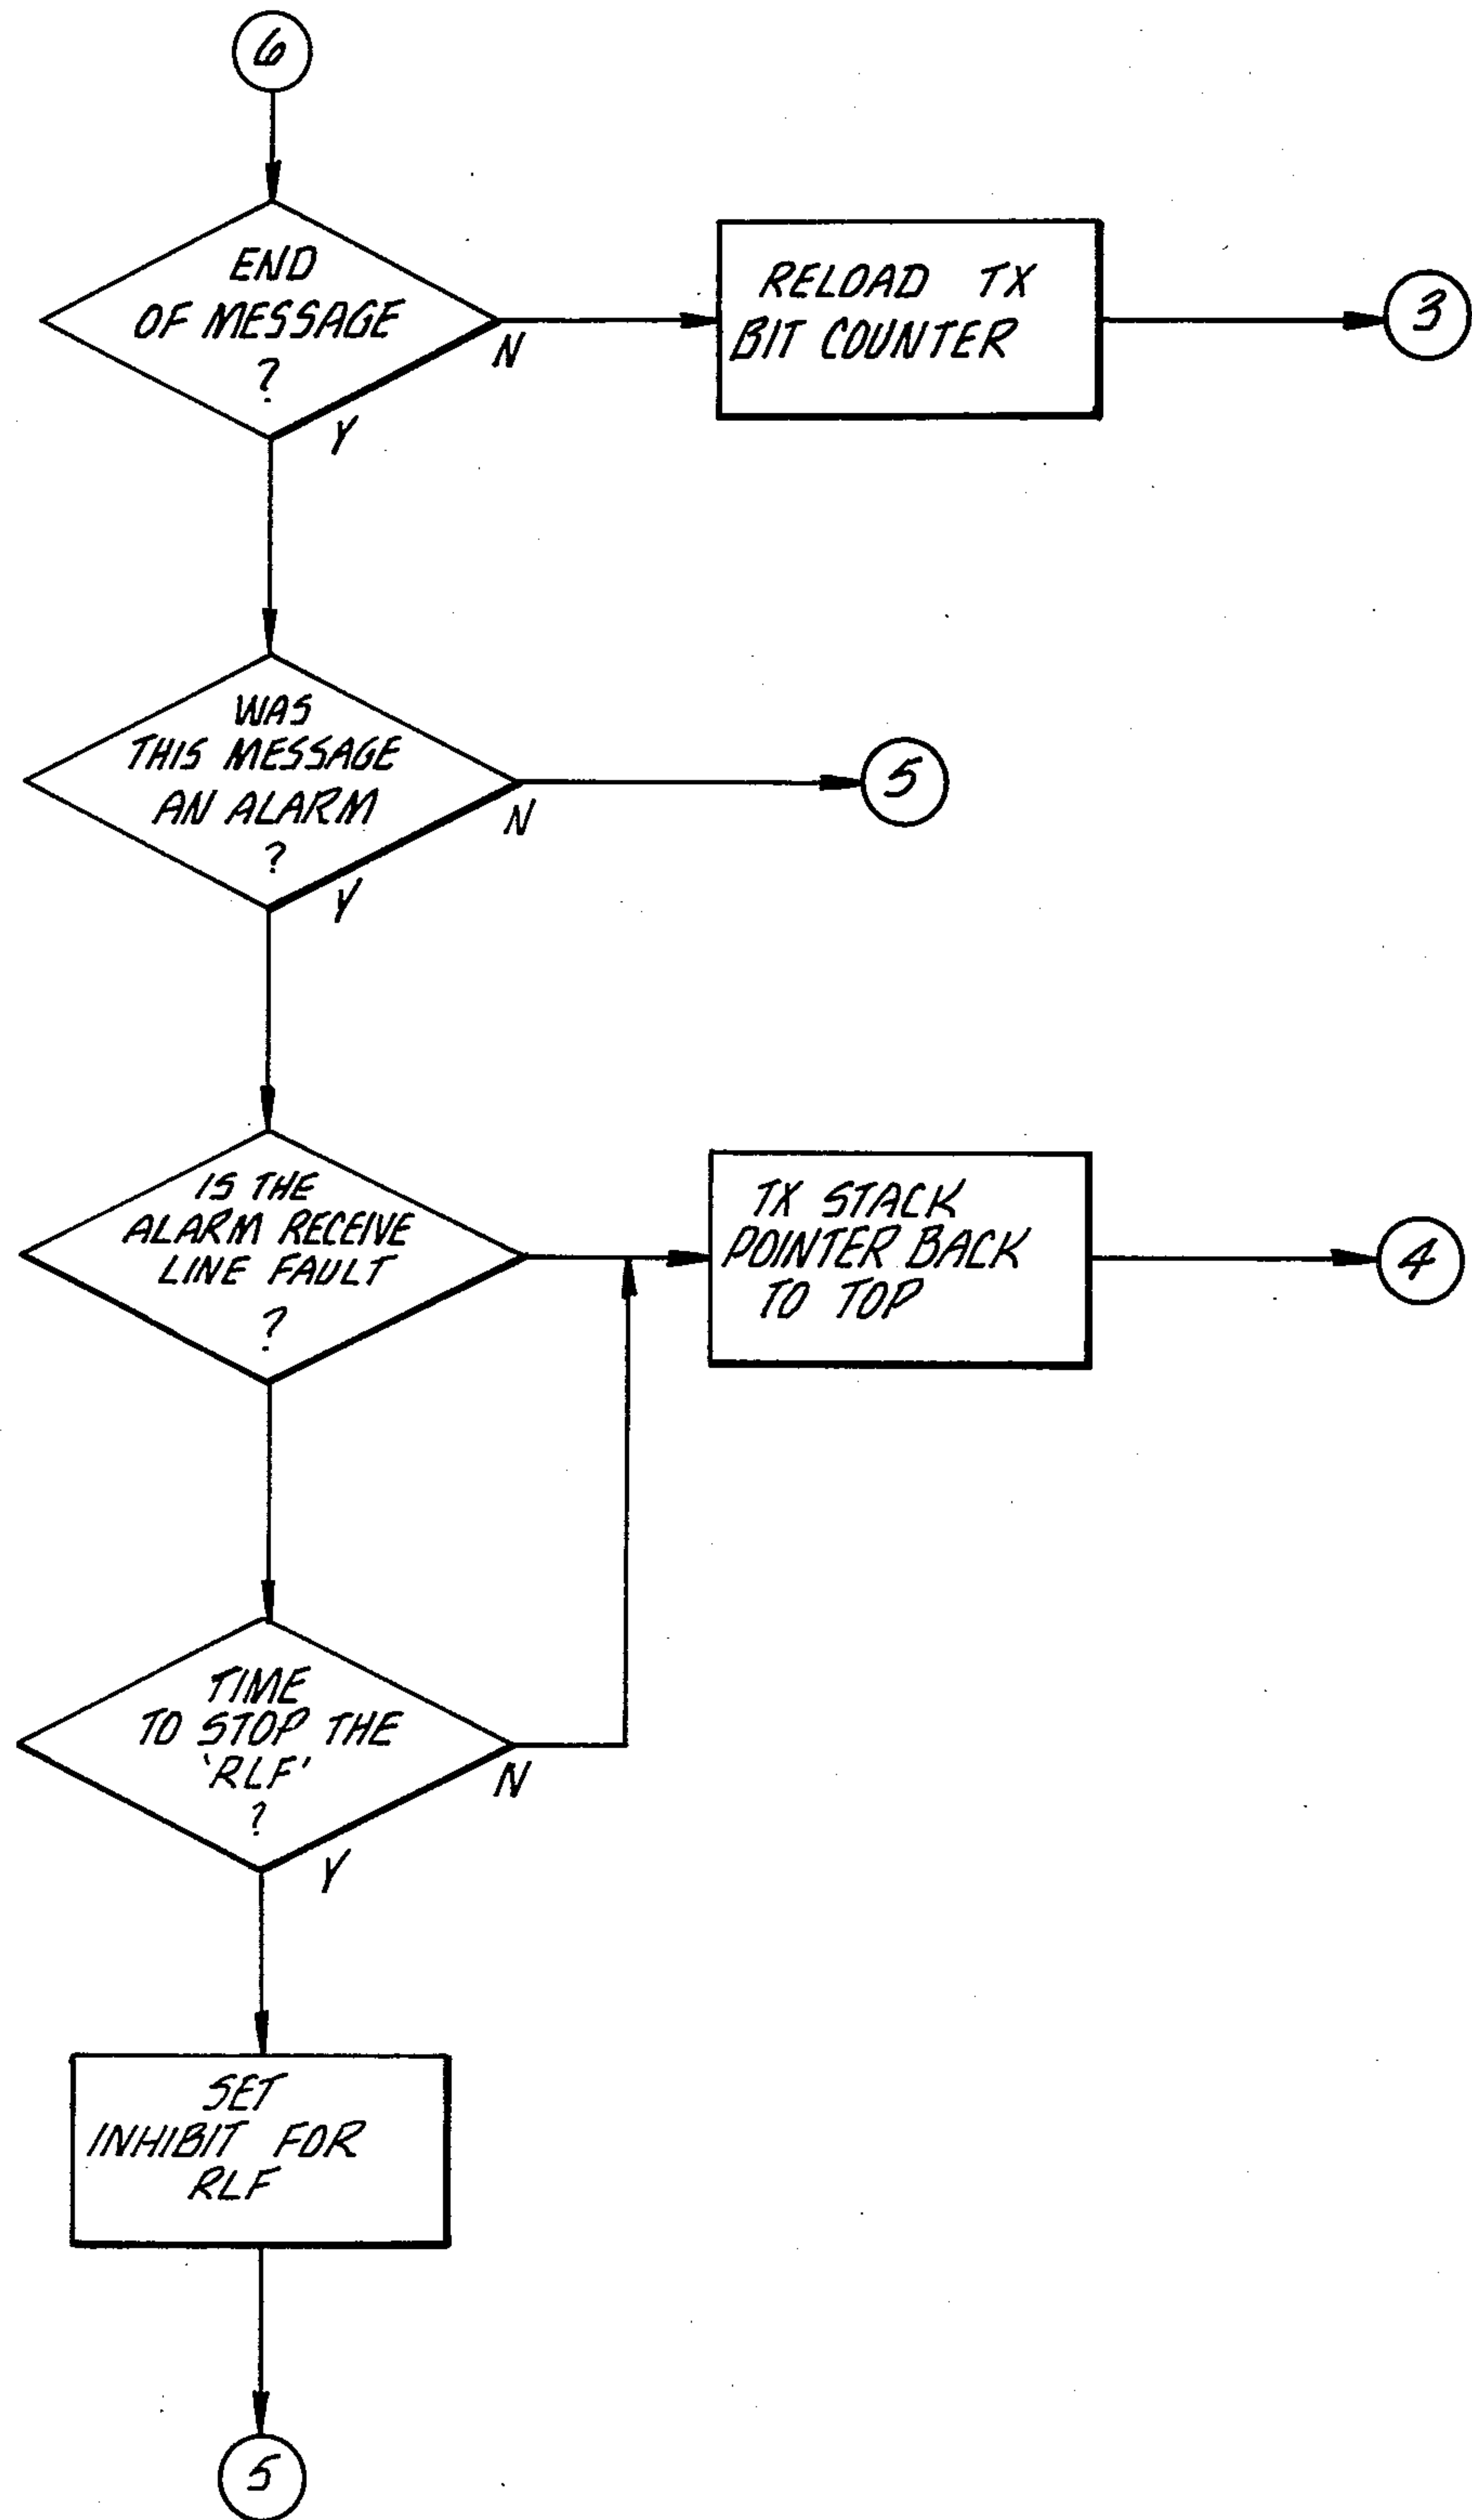 6
END
OF MESSAGE
?
N
Y
RELOAD TX
BIT COUNTER
3
WAS
THIS MESSAGE
AN ALARM
?
N
Y
5
IS THE
ALARM RECEIVE
LINE FAULT
?
TX STACK
POINTER BACK
TO TOP
4
TIME
TO STOP THE
'RLF'
?
N
Y
SET
INHIBIT FOR
RLF
5